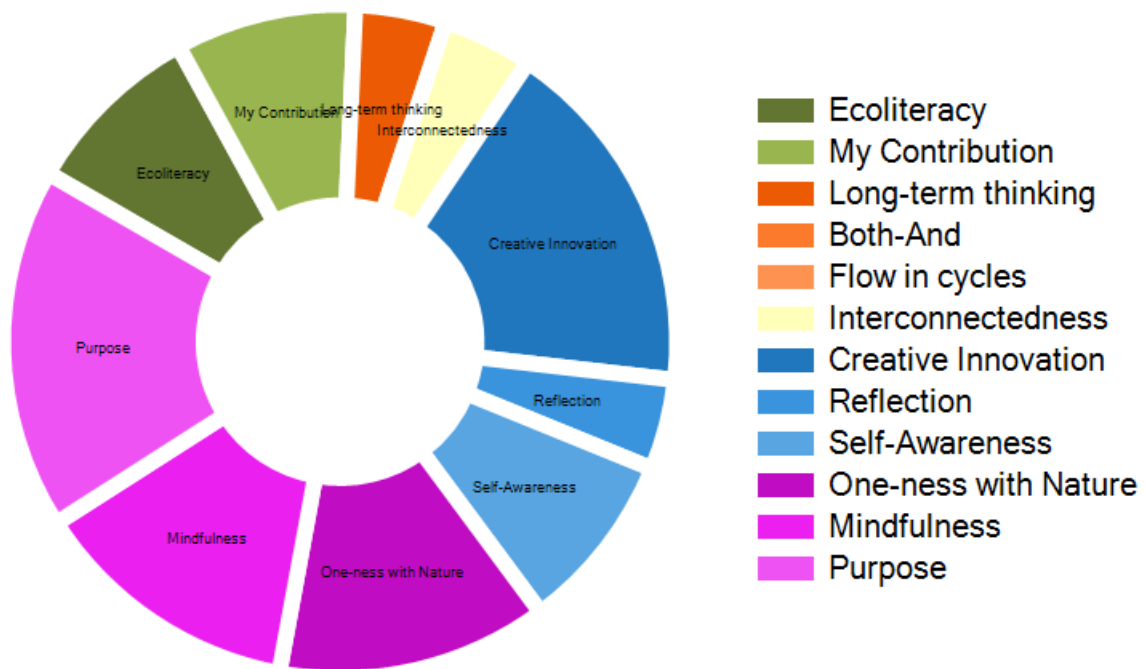 My Contribution
Long-term thinking
Interconnectedness
Ecoliteracy
Creative Innovation
Purpose
Reflection
Self-Awareness
Mindfulness
One-ness with Nature
Ecoliteracy
My Contribution
Long-term thinking
Both-And
Flow in cycles
Interconnectedness
Creative Innovation
Reflection
Self-Awareness
One-ness with Nature
Mindfulness
Purpose